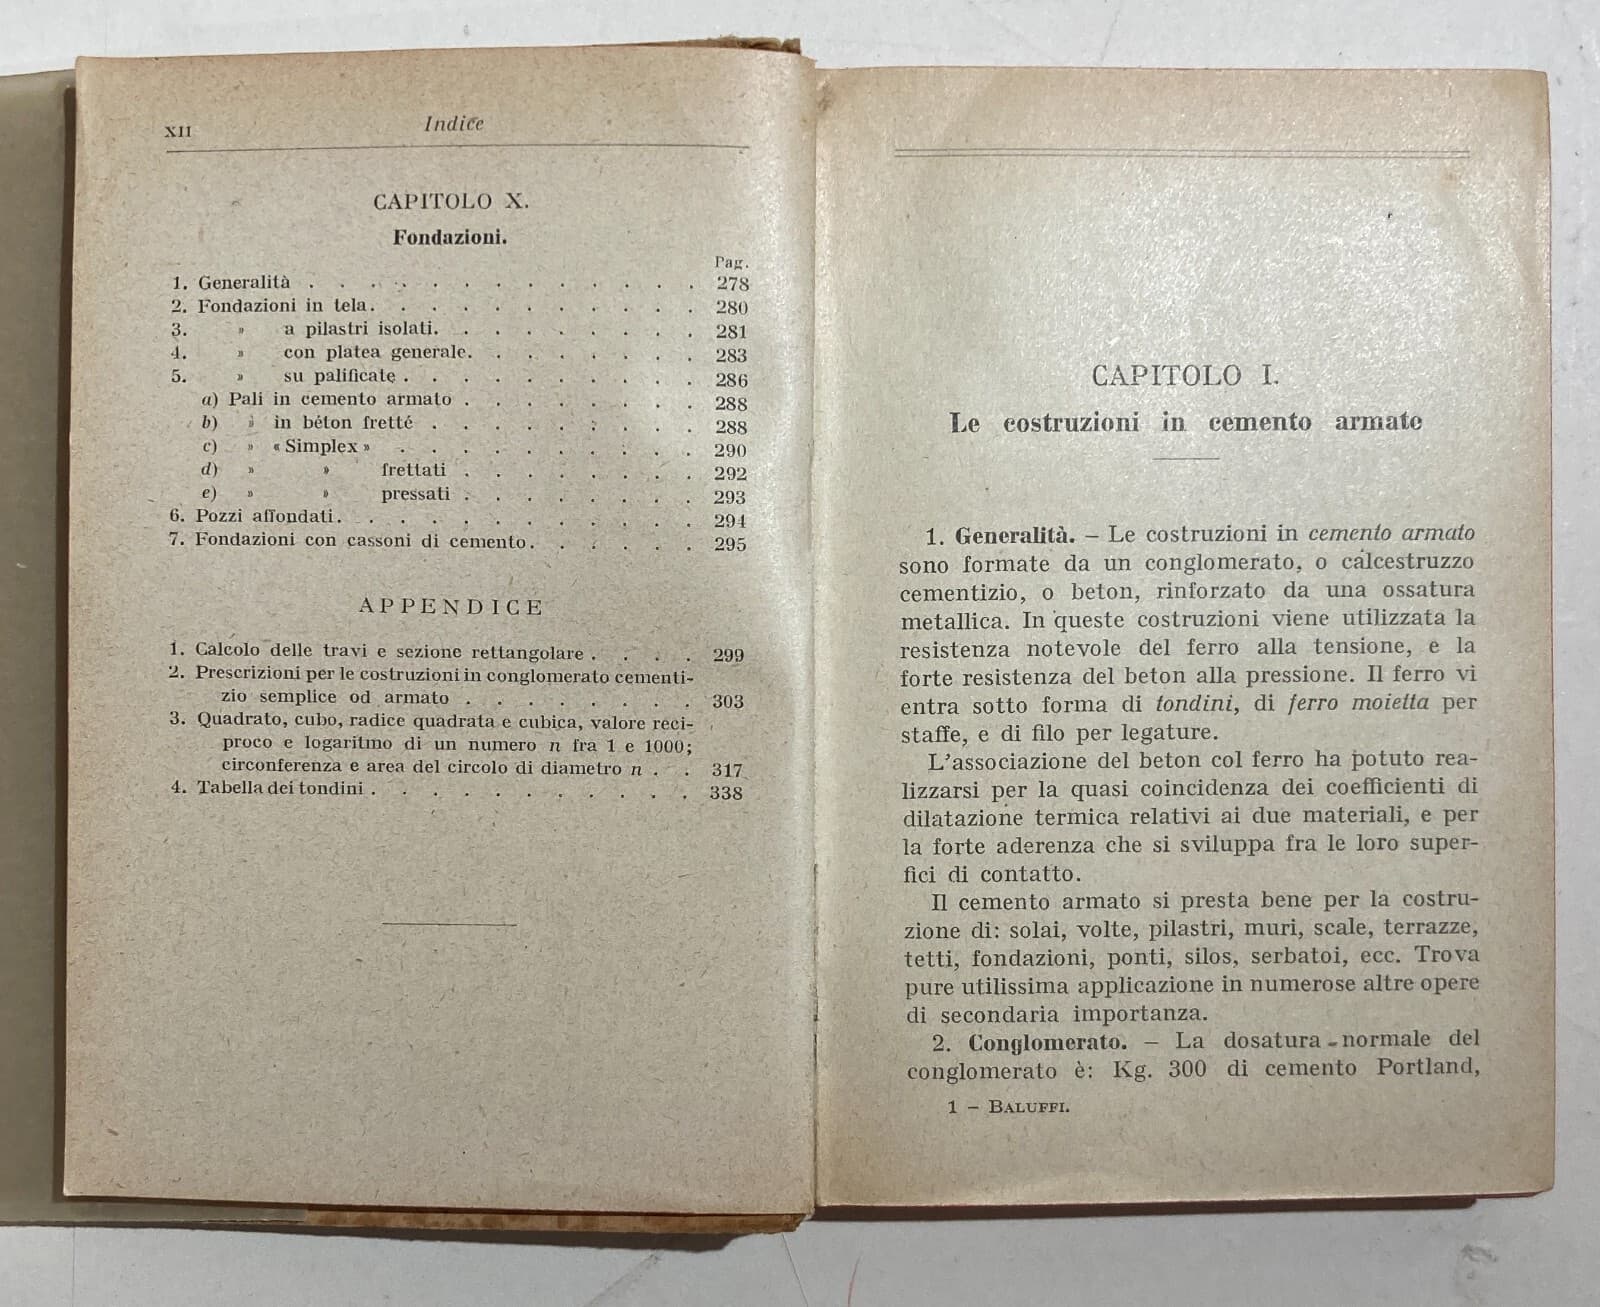 XII
Indice
CAPITOLO X.
Fondazioni.
Pag.
1. Generalità . . . . . . . . . . . . . 278
2. Fondazioni in tela. . . . . . . . . . 280
3. » a pilastri isolati. . . . . . . . 281
4. » con platea generale. . . . . . . 283
5. » su palificate . . . . . . . . . 286
a) Pali in cemento armato . . . . . . . 288
b) » in béton fretté . . . . . . . . 288
c) » « Simplex » . . . . . . . . 290
d) » » frettati . . . . . . . 292
e) » » pressati . . . . . . . 293
6. Pozzi affondati. . . . . . . . . . . 294
7. Fondazioni con cassoni di cemento. . . . . . 295
APPENDICE
1. Calcolo delle travi e sezione rettangolare . . . . 299
2. Prescrizioni per le costruzioni in conglomerato cementi-
zio semplice od armato . . . . . . . . 303
3. Quadrato, cubo, radice quadrata e cubica, valore reci-
proco e logaritmo di un numero n fra 1 e 1000;
circonferenza e area del circolo di diametro n . . 317
4. Tabella dei tondini . . . . . . . . . . 338
CAPITOLO I.
Le costruzioni in cemento armato
1. Generalità. – Le costruzioni in cemento armato
sono formate da un conglomerato, o calcestruzzo
cementizio, o beton, rinforzato da una ossatura
metallica. In queste costruzioni viene utilizzata la
resistenza notevole del ferro alla tensione, e la
forte resistenza del beton alla pressione. Il ferro vi
entra sotto forma di tondini, di ferro moietta per
staffe, e di filo per legature.
L'associazione del beton col ferro ha potuto rea-
lizzarsi per la quasi coincidenza dei coefficienti di
dilatazione termica relativi ai due materiali, e per
la forte aderenza che si sviluppa fra le loro super-
fici di contatto.
Il cemento armato si presta bene per la costru-
zione di: solai, volte, pilastri, muri, scale, terrazze,
tetti, fondazioni, ponti, silos, serbatoi, ecc. Trova
pure utilissima applicazione in numerose altre opere
di secondaria importanza.
2. Conglomerato. – La dosatura normale del
conglomerato è: Kg. 300 di cemento Portland,
1 – BALUFFI.